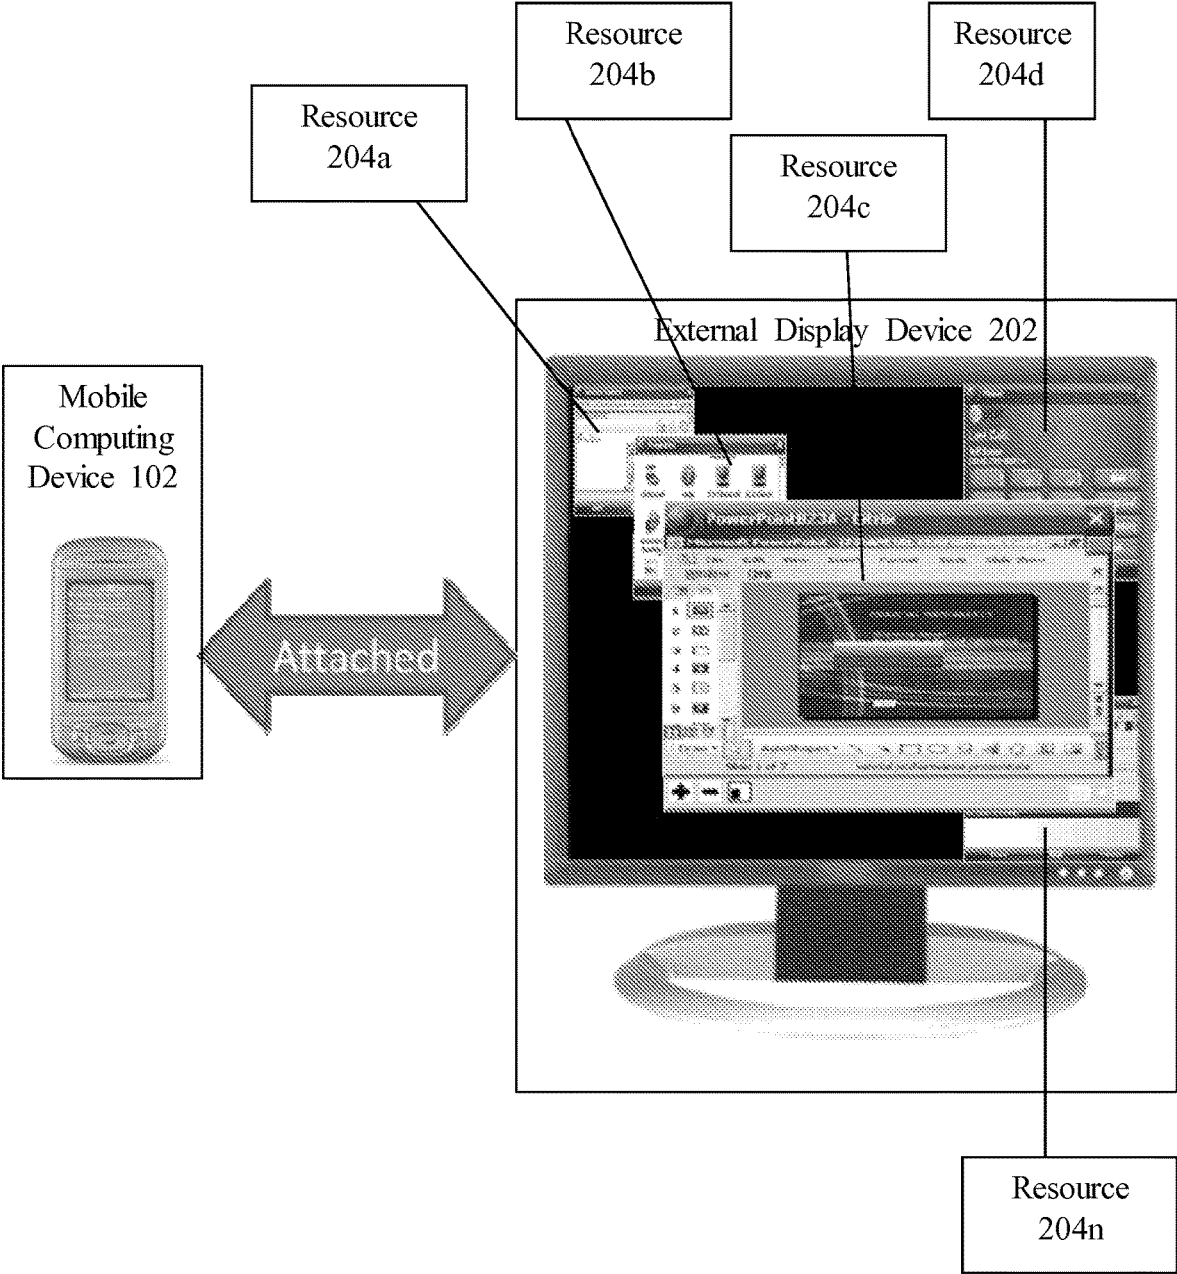 Resource
204b
Resource
204d
Resource
204a
Resource
204c
External Display Device 202
Mobile
Computing
Device 102
Attached
Resource
204n